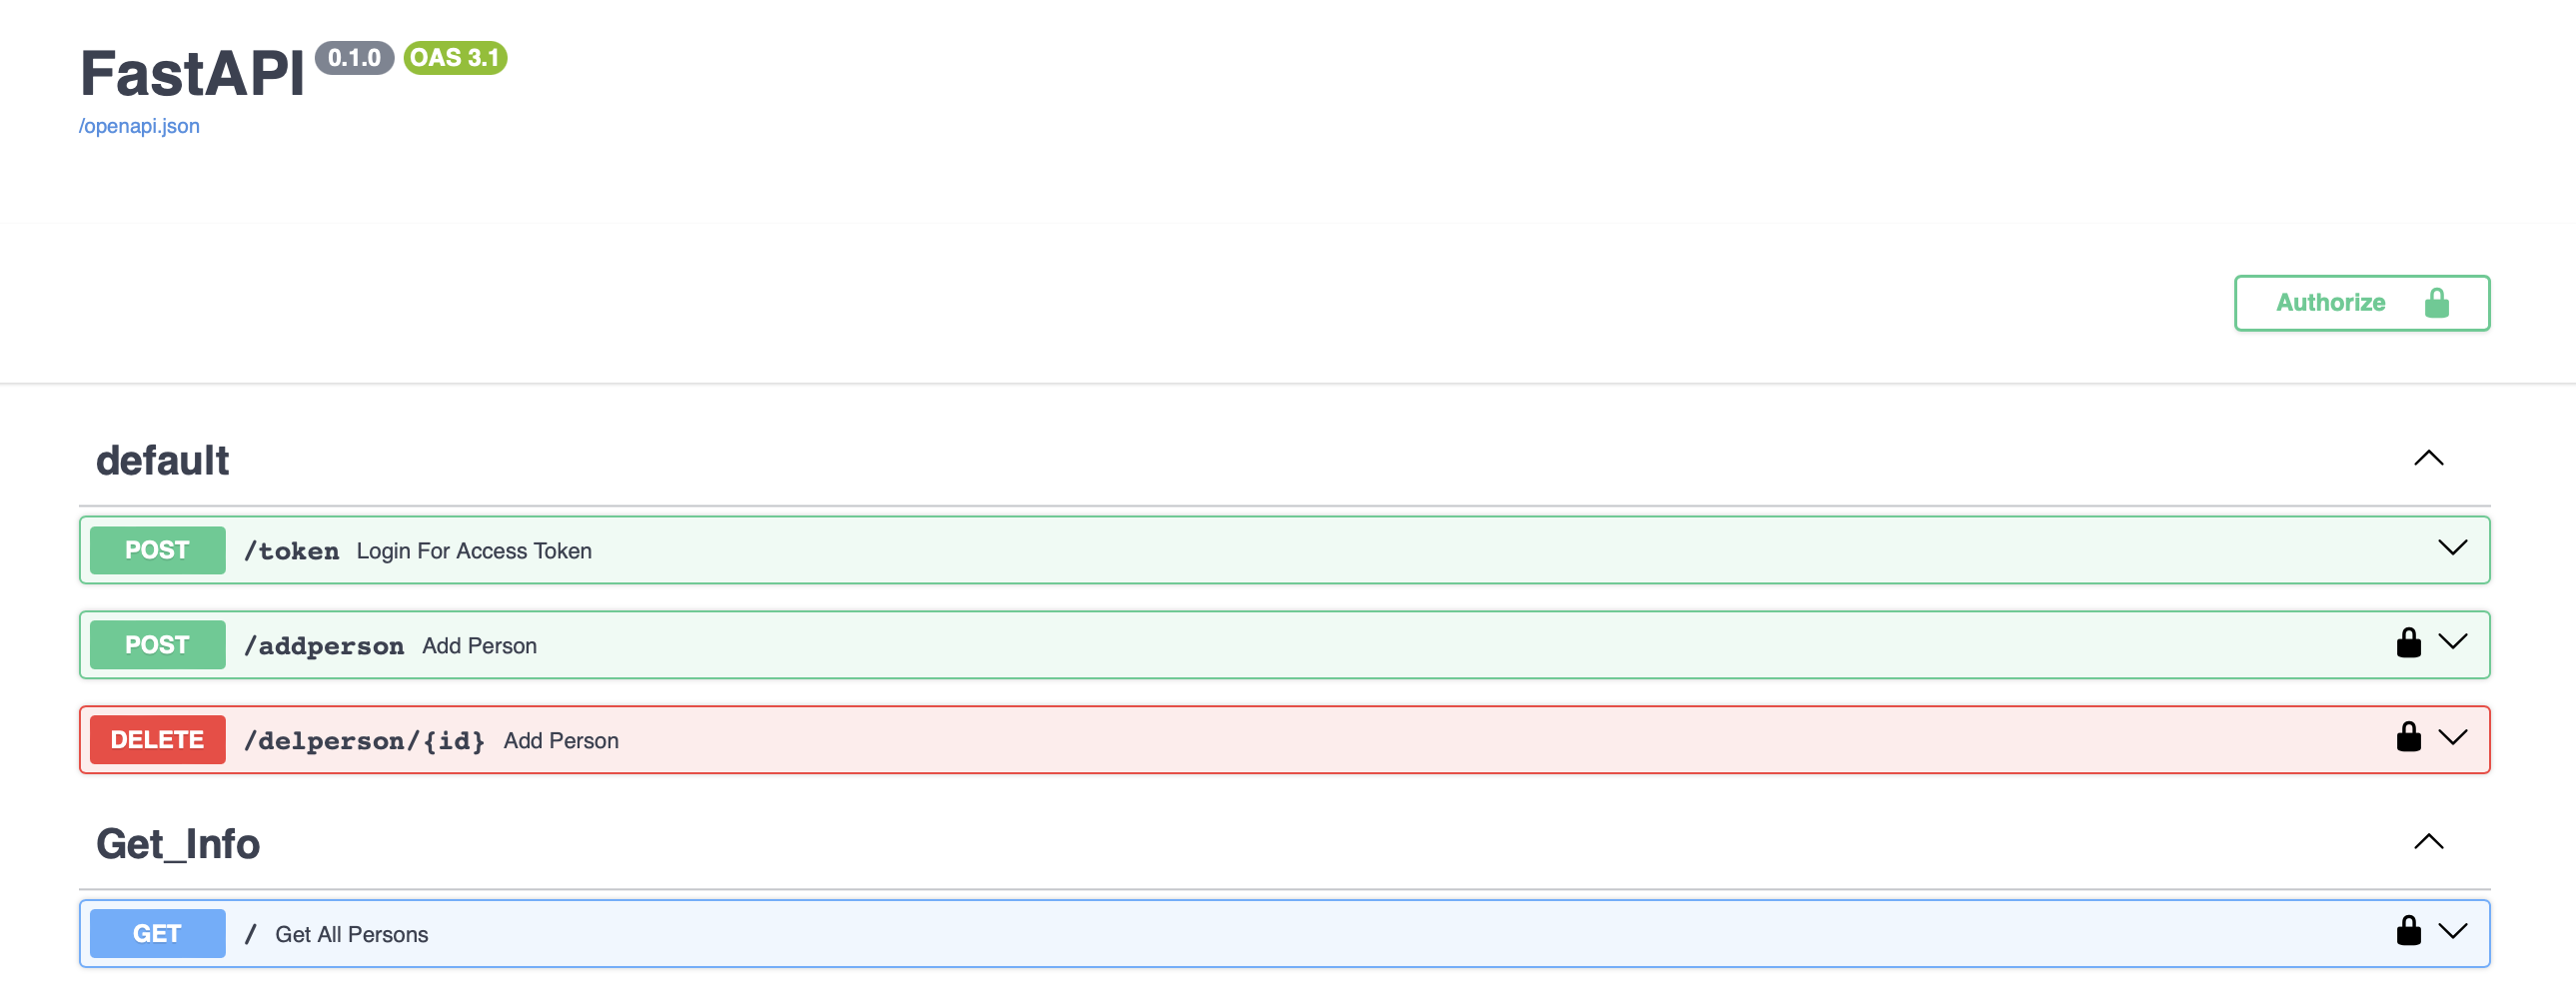 FastAPI 0.1.0 OAS 3.1
/openapi.json
Authorize
default
POST /token Login For Access Token
POST /addperson Add Person
DELETE /delperson/{id} Add Person
Get_Info
GET / Get All Persons